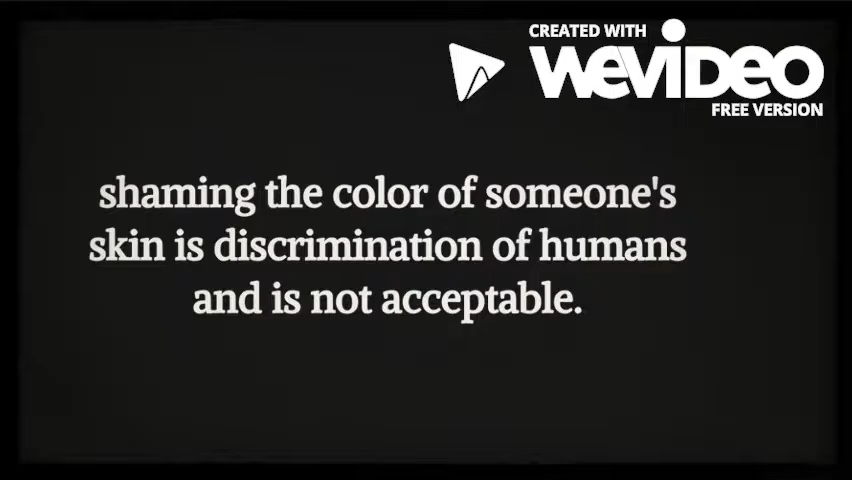 CREATED WITH
WEVIDEO
FREE VERSION
shaming the color of someone's
skin is discrimination of humans
and is not acceptable.